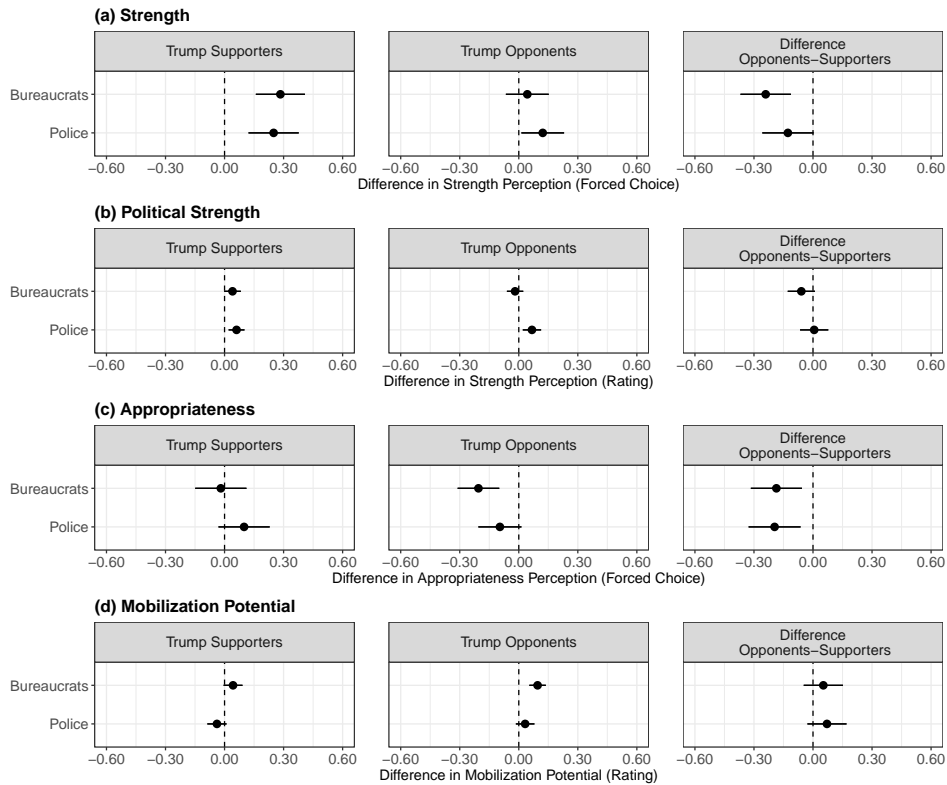 (a) Strength
Trump Supporters Trump Opponents Difference
Opponents−Supporters
Bureaucrats
Police
−0.60 −0.30 0.00 0.30 0.60 −0.60 −0.30 0.00 0.30 0.60 −0.60 −0.30 0.00 0.30 0.60
Difference in Strength Perception (Forced Choice)
(b) Political Strength
Trump Supporters Trump Opponents Difference
Opponents−Supporters
Bureaucrats
Police
−0.60 −0.30 0.00 0.30 0.60 −0.60 −0.30 0.00 0.30 0.60 −0.60 −0.30 0.00 0.30 0.60
Difference in Strength Perception (Rating)
(c) Appropriateness
Trump Supporters Trump Opponents Difference
Opponents−Supporters
Bureaucrats
Police
−0.60 −0.30 0.00 0.30 0.60 −0.60 −0.30 0.00 0.30 0.60 −0.60 −0.30 0.00 0.30 0.60
Difference in Appropriateness Perception (Forced Choice)
(d) Mobilization Potential
Trump Supporters Trump Opponents Difference
Opponents−Supporters
Bureaucrats
Police
−0.60 −0.30 0.00 0.30 0.60 −0.60 −0.30 0.00 0.30 0.60 −0.60 −0.30 0.00 0.30 0.60
Difference in Mobilization Potential (Rating)